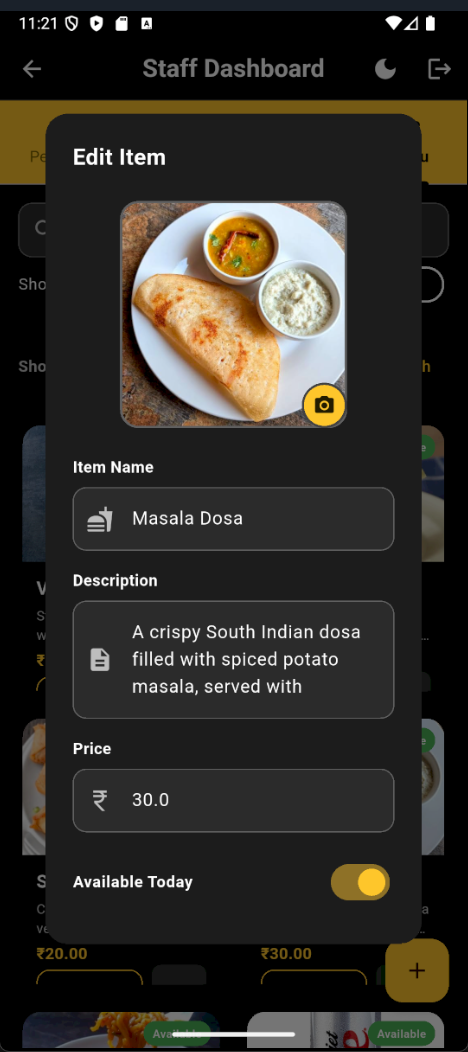 11:21
Staff Dashboard
Pe
u
Edit Item
Sho
Sho
h
Item Name
Masala Dosa
Description
A crispy South Indian dosa
filled with spiced potato
masala, served with
Price
₹
30.0
Available Today
₹20.00
₹30.00
+
Available
Available